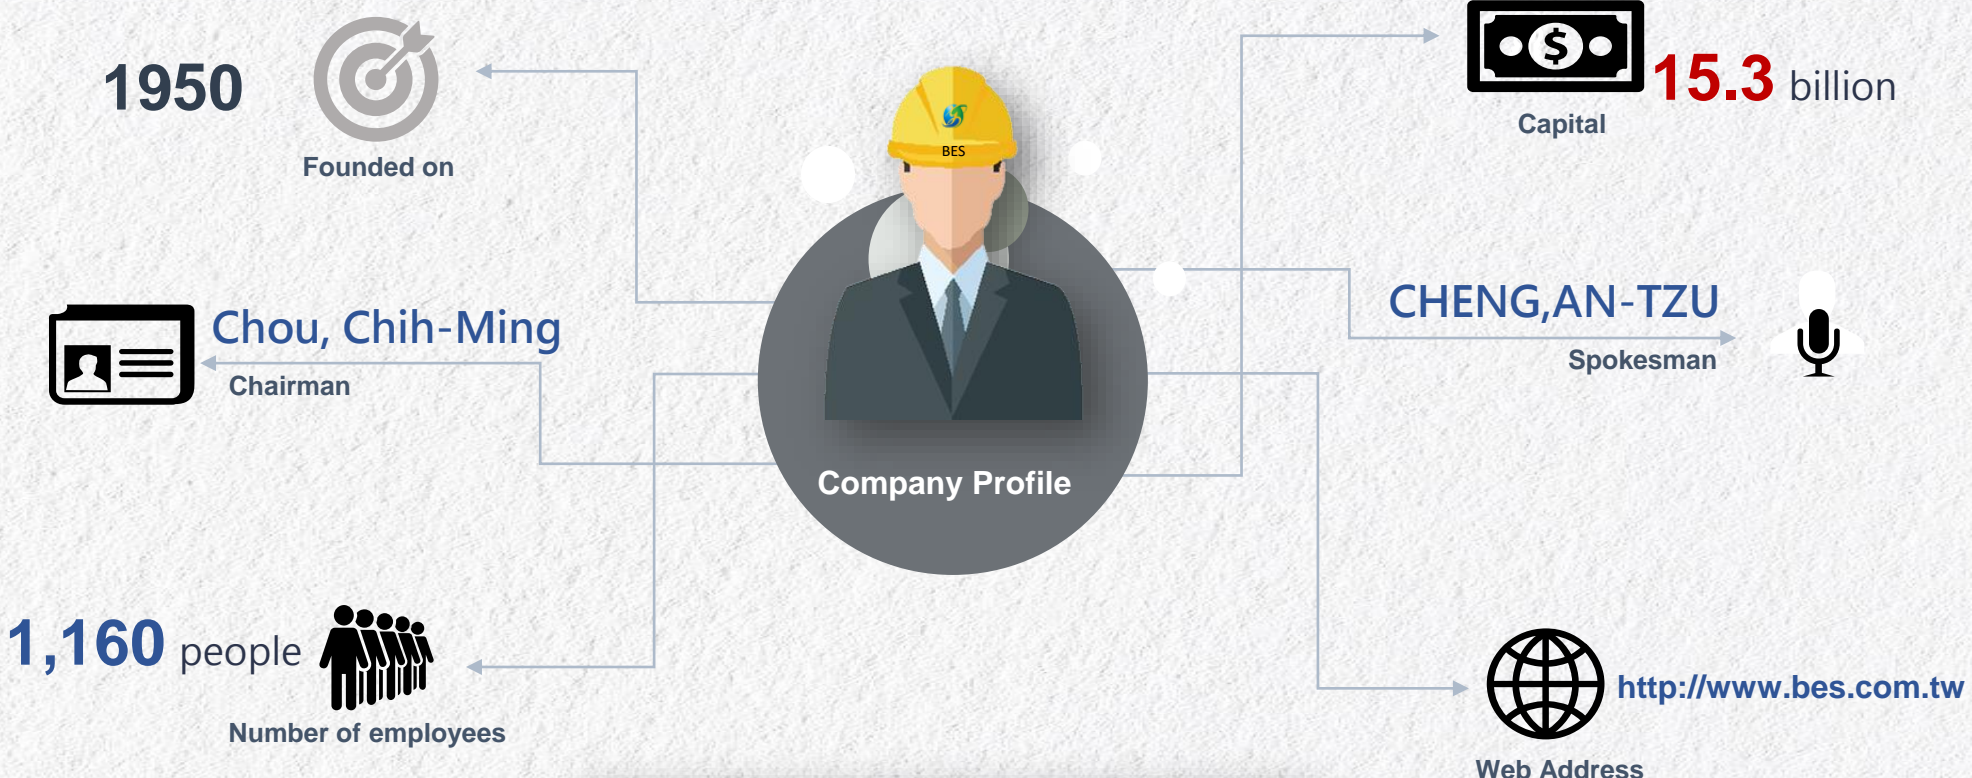 1950
Founded on
15.3 billion
Capital
BES
Chou, Chih-Ming
Chairman
CHENG,AN-TZU
Spokesman
Company Profile
1,160 people
Number of employees
http://www.bes.com.tw
Web Address